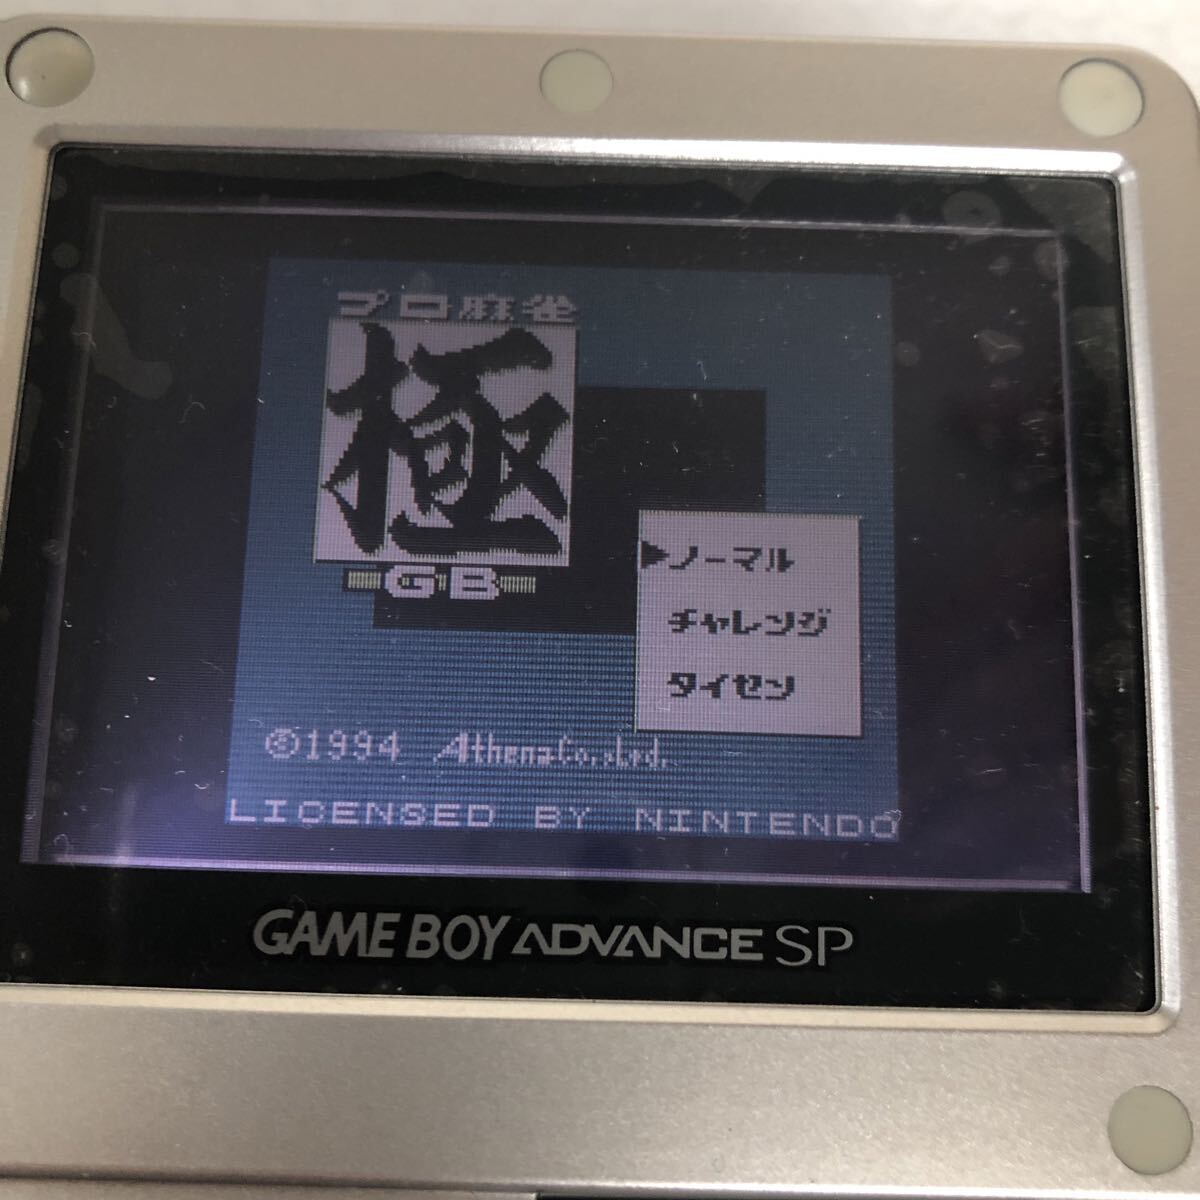 プロ麻雀
極
GB
ノーマル
チャレンジ
タイセン
©1994 Athena Co.,Ltd.
LICENSED BY NINTENDO
GAME BOY ADVANCE SP